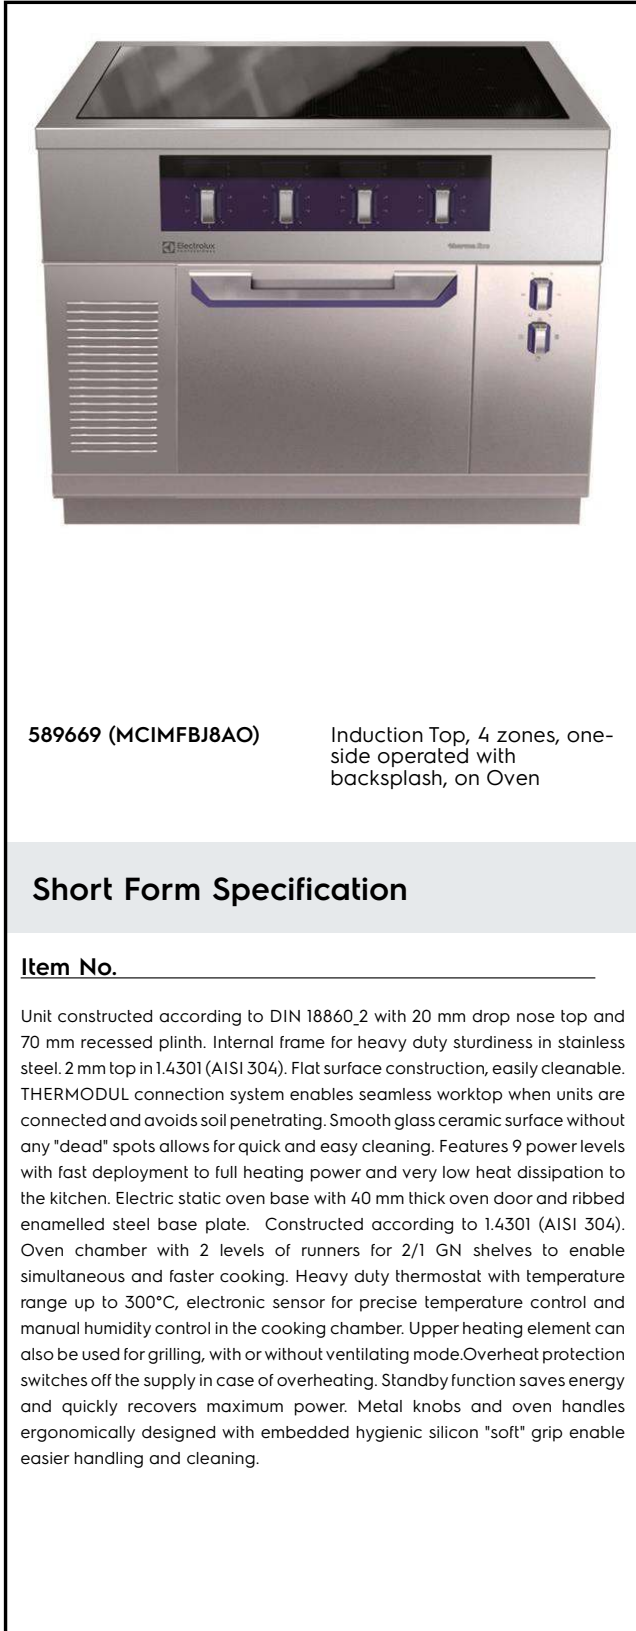 Electrolux
PROFESSIONAL
thermaline
589669 (MCIMFBJ8AO)
Induction Top, 4 zones, one-
side operated with
backsplash, on Oven
Short Form Specification
Item No.
Unit constructed according to DIN 18860_2 with 20 mm drop nose top and
70 mm recessed plinth. Internal frame for heavy duty sturdiness in stainless
steel. 2 mm top in 1.4301 (AISI 304). Flat surface construction, easily cleanable.
THERMODUL connection system enables seamless worktop when units are
connected and avoids soil penetrating. Smooth glass ceramic surface without
any "dead" spots allows for quick and easy cleaning. Features 9 power levels
with fast deployment to full heating power and very low heat dissipation to
the kitchen. Electric static oven base with 40 mm thick oven door and ribbed
enamelled steel base plate. Constructed according to 1.4301 (AISI 304).
Oven chamber with 2 levels of runners for 2/1 GN shelves to enable
simultaneous and faster cooking. Heavy duty thermostat with temperature
range up to 300°C, electronic sensor for precise temperature control and
manual humidity control in the cooking chamber. Upper heating element can
also be used for grilling, with or without ventilating mode.Overheat protection
switches off the supply in case of overheating. Standby function saves energy
and quickly recovers maximum power. Metal knobs and oven handles
ergonomically designed with embedded hygienic silicon "soft" grip enable
easier handling and cleaning.